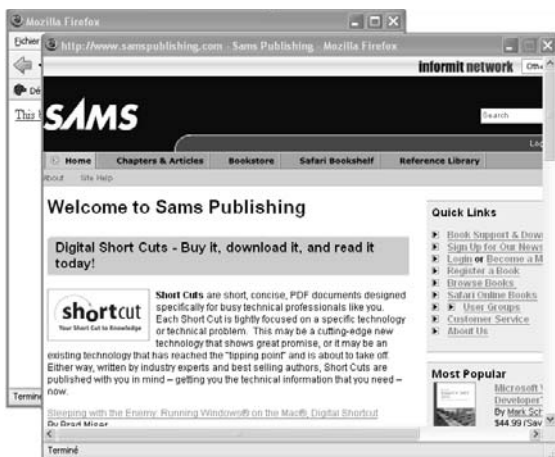 Mozilla Firefox
Fichier
This
Terminé
http://www.samspublishing.com - Sams Publishing - Mozilla Firefox
informit network
SAMS
Search
Home Chapters & Articles Bookstore Safari Bookshelf Reference Library
About Site Help
Welcome to Sams Publishing
Digital Short Cuts - Buy it, download it, and read it
today!
shortcut
Your Short Cut to Knowledge
Short Cuts are short, concise, PDF documents designed
specifically for busy technical professionals like you.
Each Short Cut is tightly focused on a specific technology
or technical problem. This may be a cutting-edge new
technology that shows great promise, or it may be an
existing technology that has reached the "tipping point" and is about to take off.
Either way, written by industry experts and best selling authors, Short Cuts are
published with you in mind – getting you the technical information that you need –
now.
Sleeping with the Enemy: Running Windows® on the Mac®, Digital Shortcut
By Brad Miser
Quick Links
Book Support & Down
Sign Up for Our News
Login or Become a M
Register a Book
Browse Books
Safari Online Books
User Groups
Customer Service
About Us
Most Popular
Microsoft V
Developer'
By Mark Sch
$44.99 (Sav
Terminé